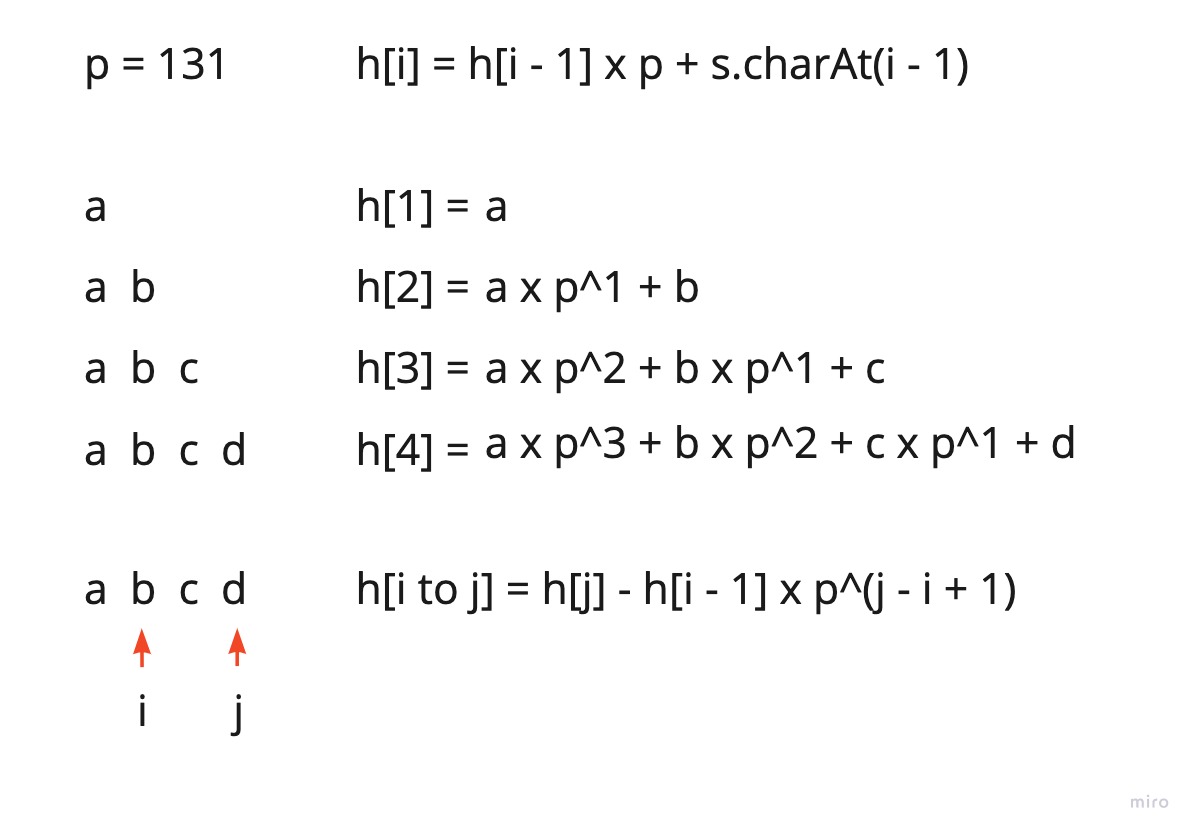 p = 131 h[i] = h[i - 1] x p + s.charAt(i - 1)
a h[1] = a
a b h[2] = a x p^1 + b
a b c h[3] = a x p^2 + b x p^1 + c
a b c d h[4] = a x p^3 + b x p^2 + c x p^1 + d
a b c d h[i to j] = h[j] - h[i - 1] x p^(j - i + 1)
i j
miro